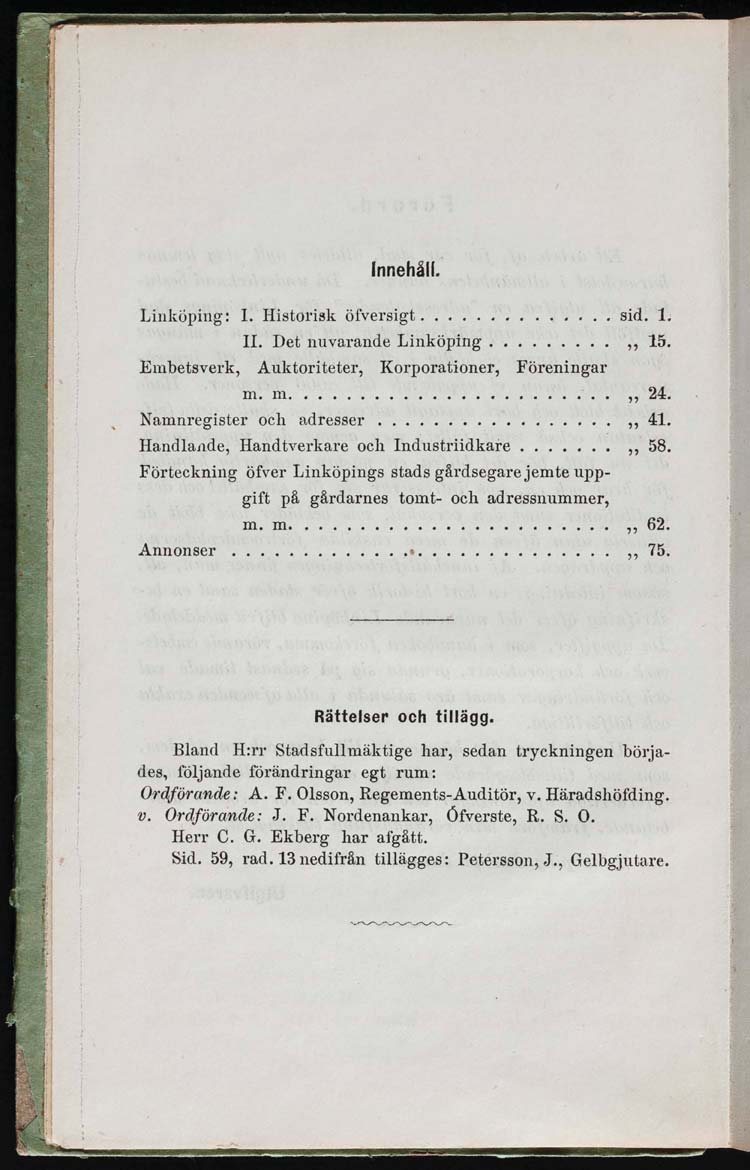 Innehåll.
Linköping: I. Historisk öfversigt. . . . . . . . . . . . . . sid. 1.
II. Det nuvarande Linköping . . . . . . . . . „ 15.
Embetsverk, Auktoriteter, Korporationer, Föreningar
m. m. . . . . . . . . . . . . . . . . . . . . . . „ 24.
Namnregister och adresser . . . . . . . . . . . . . . . . . „ 41.
Handlande, Handtverkare och Industriidkare . . . . . . . „ 58.
Förteckning öfver Linköpings stads gårdsegare jemte upp-
gift på gårdarnes tomt- och adressnummer,
m. m. . . . . . . . . . . . . . . . . . . . . . . „ 62.
Annonser . . . . . . . . . . . . . . . . . . . . . . . . . . . „ 75.
Rättelser och tillägg.
Bland H:rr Stadsfullmäktige har, sedan tryckningen börja-
des, följande förändringar egt rum:
Ordförande: A. F. Olsson, Regements-Auditör, v. Häradshöfding.
v. Ordförande: J. F. Nordenankar, Öfverste, R. S. O.
Herr C. G. Ekberg har afgått.
Sid. 59, rad. 13 nedifrån tillägges: Petersson, J., Gelbgjutare.